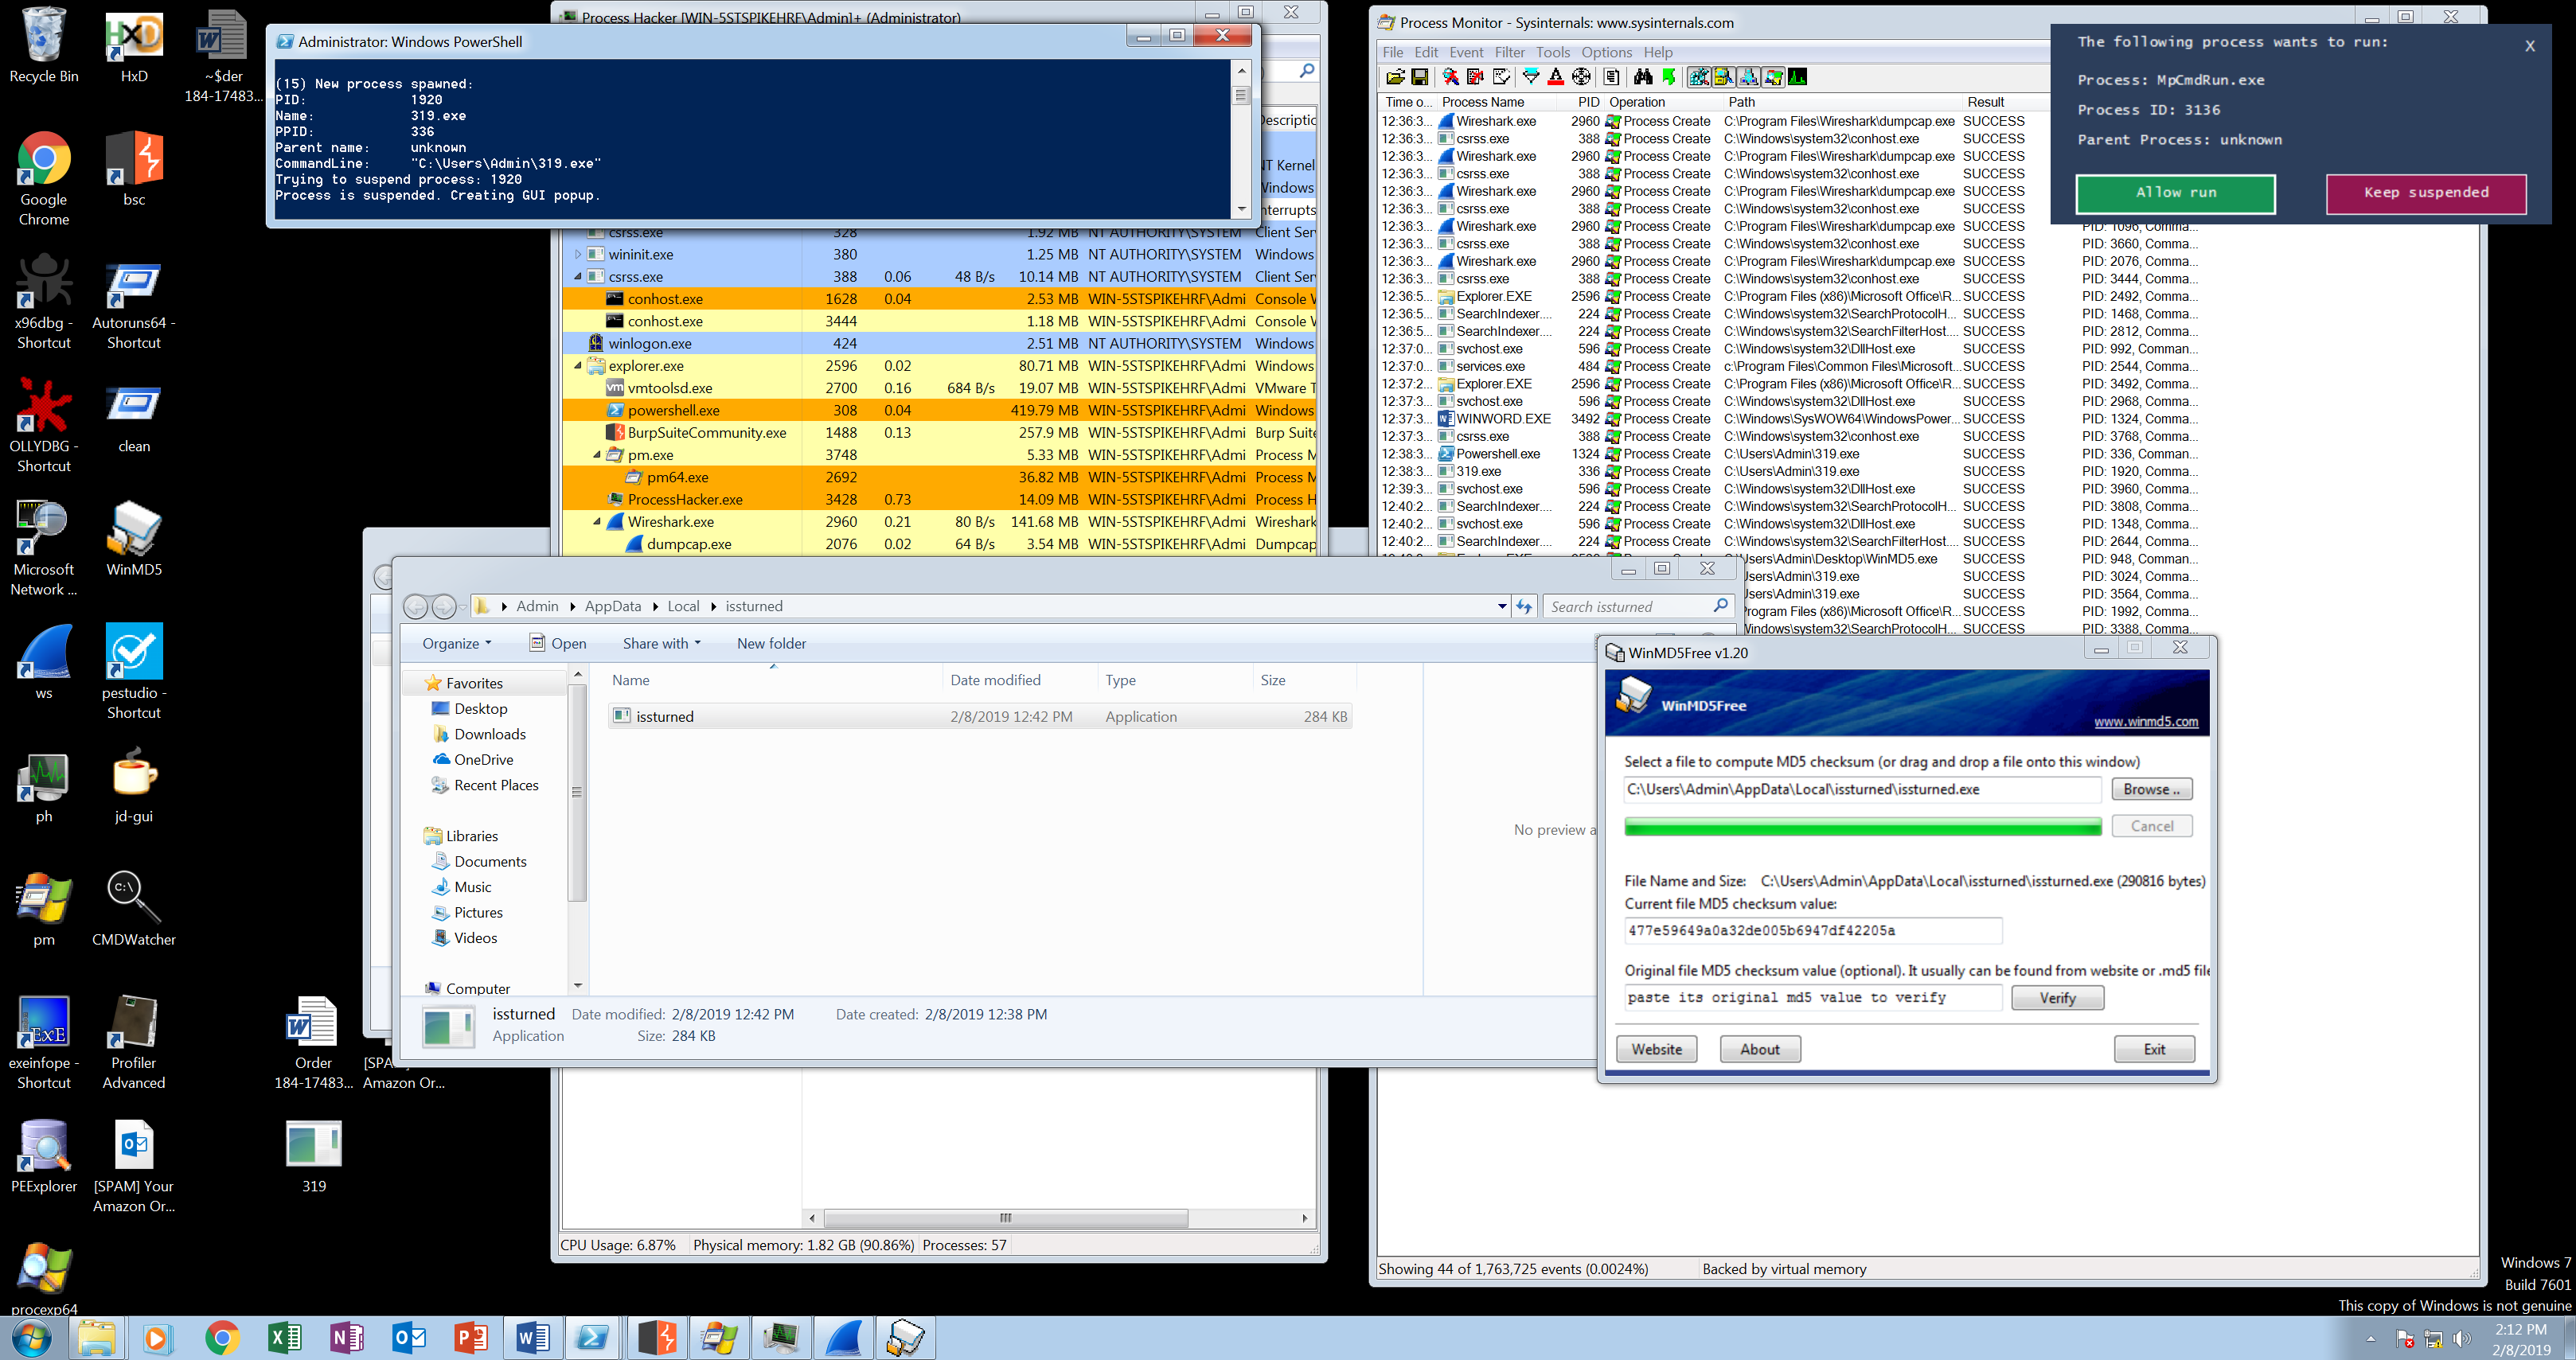 Recycle Bin
HxD
~$der
184-17483...
Google
Chrome
bsc
x96dbg -
Shortcut
Autoruns64 -
Shortcut
OLLYDBG -
Shortcut
clean
Microsoft
Network ...
WinMD5
ws
pestudio -
Shortcut
ph
jd-gui
pm
CMDWatcher
exeinfope -
Shortcut
Profiler
Advanced
Order
184-17483...
[SPA
Amazon Or...
PEExplorer
[SPAM] Your
Amazon Or...
319
procexp64
Process Hacker [WIN-5STSPIKEHRF\Admin]+ (Administrator)
Administrator: Windows PowerShell
(15) New process spawned:
PID: 1920
Name: 319.exe
PPID: 336
Parent name: unknown
CommandLine: "C:\Users\Admin\319.exe"
Trying to suspend process: 1920
Process is suspended. Creating GUI popup.
csrss.exe 328 1.92 MB NT AUTHORITY\SYSTEM Client Ser
wininit.exe 380 1.25 MB NT AUTHORITY\SYSTEM Windows
csrss.exe 388 0.06 48 B/s 10.14 MB NT AUTHORITY\SYSTEM Client Ser
conhost.exe 1628 0.04 2.53 MB WIN-5STSPIKEHRF\Admi Console W
conhost.exe 3444 1.18 MB WIN-5STSPIKEHRF\Admi Console W
winlogon.exe 424 2.51 MB NT AUTHORITY\SYSTEM Windows
explorer.exe 2596 0.02 80.71 MB WIN-5STSPIKEHRF\Admi Windows
vmtoolsd.exe 2700 0.16 684 B/s 19.07 MB WIN-5STSPIKEHRF\Admi VMware T
powershell.exe 308 0.04 419.79 MB WIN-5STSPIKEHRF\Admi Windows
BurpSuiteCommunity.exe 1488 0.13 257.9 MB WIN-5STSPIKEHRF\Admi Burp Suite
pm.exe 3748 5.33 MB WIN-5STSPIKEHRF\Admi Process M
pm64.exe 2692 36.82 MB WIN-5STSPIKEHRF\Admi Process M
ProcessHacker.exe 3428 0.73 14.09 MB WIN-5STSPIKEHRF\Admi Process H
Wireshark.exe 2960 0.21 80 B/s 141.68 MB WIN-5STSPIKEHRF\Admi Wireshark
dumpcap.exe 2076 0.02 64 B/s 3.54 MB WIN-5STSPIKEHRF\Admi Dumpcap
CPU Usage: 6.87% Physical memory: 1.82 GB (90.86%) Processes: 57
Process Monitor - Sysinternals: www.sysinternals.com
File Edit Event Filter Tools Options Help
Time o... Process Name PID Operation Path Result
12:36:3... Wireshark.exe 2960 Process Create C:\Program Files\Wireshark\dumpcap.exe SUCCESS
12:36:3... csrss.exe 388 Process Create C:\Windows\system32\conhost.exe SUCCESS
12:36:3... Wireshark.exe 2960 Process Create C:\Program Files\Wireshark\dumpcap.exe SUCCESS
12:36:3... csrss.exe 388 Process Create C:\Windows\system32\conhost.exe SUCCESS
12:36:3... Wireshark.exe 2960 Process Create C:\Program Files\Wireshark\dumpcap.exe SUCCESS
12:36:3... csrss.exe 388 Process Create C:\Windows\system32\conhost.exe SUCCESS
12:36:3... Wireshark.exe 2960 Process Create C:\Program Files\Wireshark\dumpcap.exe SUCCESS PID: 1096, Comma...
12:36:3... csrss.exe 388 Process Create C:\Windows\system32\conhost.exe SUCCESS PID: 3660, Comma...
12:36:3... Wireshark.exe 2960 Process Create C:\Program Files\Wireshark\dumpcap.exe SUCCESS PID: 2076, Comma...
12:36:3... csrss.exe 388 Process Create C:\Windows\system32\conhost.exe SUCCESS PID: 3444, Comma...
12:36:5... Explorer.EXE 2596 Process Create C:\Program Files (x86)\Microsoft Office\R... SUCCESS PID: 2492, Comma...
12:36:5... SearchIndexer.... 224 Process Create C:\Windows\system32\SearchProtocolH... SUCCESS PID: 1468, Comma...
12:36:5... SearchIndexer.... 224 Process Create C:\Windows\system32\SearchFilterHost.... SUCCESS PID: 2812, Comma...
12:37:0... svchost.exe 596 Process Create C:\Windows\system32\DllHost.exe SUCCESS PID: 992, Comman...
12:37:0... services.exe 484 Process Create c:\Program Files\Common Files\Microsoft... SUCCESS PID: 2544, Comma...
12:37:2... Explorer.EXE 2596 Process Create C:\Program Files (x86)\Microsoft Office\R... SUCCESS PID: 3492, Comma...
12:37:3... svchost.exe 596 Process Create C:\Windows\system32\DllHost.exe SUCCESS PID: 2968, Comma...
12:37:3... WINWORD.EXE 3492 Process Create C:\Windows\SysWOW64\WindowsPower... SUCCESS PID: 1324, Comma...
12:37:3... csrss.exe 388 Process Create C:\Windows\system32\conhost.exe SUCCESS PID: 3768, Comma...
12:38:3... Powershell.exe 1324 Process Create C:\Users\Admin\319.exe SUCCESS PID: 336, Comman...
12:38:3... 319.exe 336 Process Create C:\Users\Admin\319.exe SUCCESS PID: 1920, Comma...
12:39:3... svchost.exe 596 Process Create C:\Windows\system32\DllHost.exe SUCCESS PID: 3960, Comma...
12:40:2... SearchIndexer.... 224 Process Create C:\Windows\system32\SearchProtocolH... SUCCESS PID: 3808, Comma...
12:40:2... svchost.exe 596 Process Create C:\Windows\system32\DllHost.exe SUCCESS PID: 1348, Comma...
12:40:2... SearchIndexer.... 224 Process Create C:\Windows\system32\SearchFilterHost.... SUCCESS PID: 2644, Comma...
Users\Admin\Desktop\WinMD5.exe SUCCESS PID: 948, Comman...
Users\Admin\319.exe SUCCESS PID: 3024, Comma...
Users\Admin\319.exe SUCCESS PID: 3564, Comma...
Program Files (x86)\Microsoft Office\R... SUCCESS PID: 1992, Comma...
Windows\system32\SearchProtocolH... SUCCESS PID: 3388, Comma...
Showing 44 of 1,763,725 events (0.0024%) Backed by virtual memory
The following process wants to run:
X
Process: MpCmdRun.exe
Process ID: 3136
Parent Process: unknown
Allow run
Keep suspended
Admin AppData Local issturned
Search issturned
Organize Open Share with New folder
Favorites
Desktop
Downloads
OneDrive
Recent Places
Libraries
Documents
Music
Pictures
Videos
Computer
Name Date modified Type Size
issturned 2/8/2019 12:42 PM Application 284 KB
No preview a
issturned Date modified: 2/8/2019 12:42 PM Date created: 2/8/2019 12:38 PM
Application Size: 284 KB
WinMD5Free v1.20
WinMD5Free
www.winmd5.com
Select a file to compute MD5 checksum (or drag and drop a file onto this window)
C:\Users\Admin\AppData\Local\issturned\issturned.exe
Browse ..
Cancel
File Name and Size: C:\Users\Admin\AppData\Local\issturned\issturned.exe (290816 bytes)
Current file MD5 checksum value:
477e59649a0a32de005b6947df42205a
Original file MD5 checksum value (optional). It usually can be found from website or .md5 file
paste its original md5 value to verify
Verify
Website
About
Exit
Windows 7
Build 7601
This copy of Windows is not genuine
2:12 PM
2/8/2019